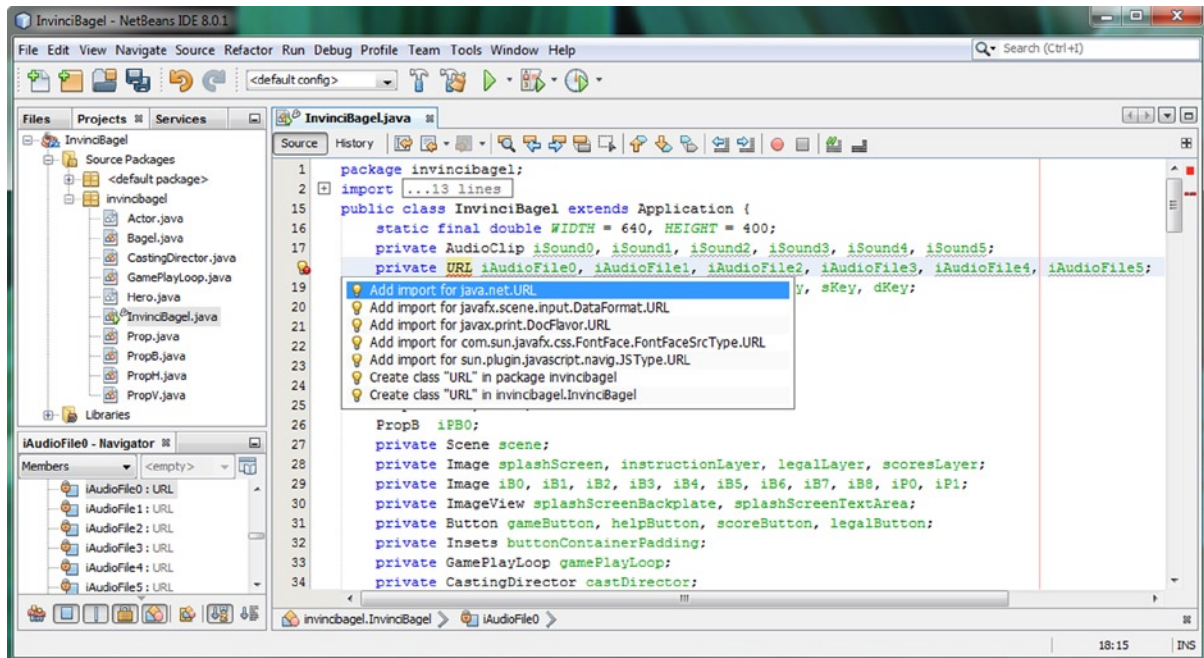 InvinciBagel - NetBeans IDE 8.0.1
File Edit View Navigate Source Refactor Run Debug Profile Team Tools Window Help
Search (Ctrl+I)
<default config>
Files Projects Services
InvinciBagel.java
InvinciBagel
Source Packages
<default package>
invincibagel
Actor.java
Bagel.java
CastingDirector.java
GamePlayLoop.java
Hero.java
InvinciBagel.java
Prop.java
PropB.java
PropH.java
PropV.java
Libraries
iAudioFile0 - Navigator
Members <empty>
iAudioFile0 : URL
iAudioFile1 : URL
iAudioFile2 : URL
iAudioFile3 : URL
iAudioFile4 : URL
iAudioFile5 : URL
Source History
1 package invincibagel;
2 import ...13 lines
15 public class InvinciBagel extends Application {
16 static final double WIDTH = 640, HEIGHT = 400;
17 private AudioClip iSound0, iSound1, iSound2, iSound3, iSound4, iSound5;
private URL iAudioFile0, iAudioFile1, iAudioFile2, iAudioFile3, iAudioFile4, iAudioFile5;
19 sKey, dKey;
Add import for java.net.URL
20 Add import for javafx.scene.input.DataFormat.URL
21 Add import for javax.print.DocFlavor.URL
22 Add import for com.sun.javafx.css.FontFace.FontFaceSrcType.URL
23 Add import for sun.plugin.javascript.navig.JSType.URL
24 Create class "URL" in package invincibagel
Create class "URL" in invincibagel.InvinciBagel
25
26 PropB iPB0;
27 private Scene scene;
28 private Image splashScreen, instructionLayer, legalLayer, scoresLayer;
29 private Image iB0, iB1, iB2, iB3, iB4, iB5, iB6, iB7, iB8, iP0, iP1;
30 private ImageView splashScreenBackplate, splashScreenTextArea;
31 private Button gameButton, helpButton, scoreButton, legalButton;
32 private Insets buttonContainerPadding;
33 private GamePlayLoop gamePlayLoop;
34 private CastingDirector castDirector;
invincibagel.InvinciBagel iAudioFile0
18:15 INS